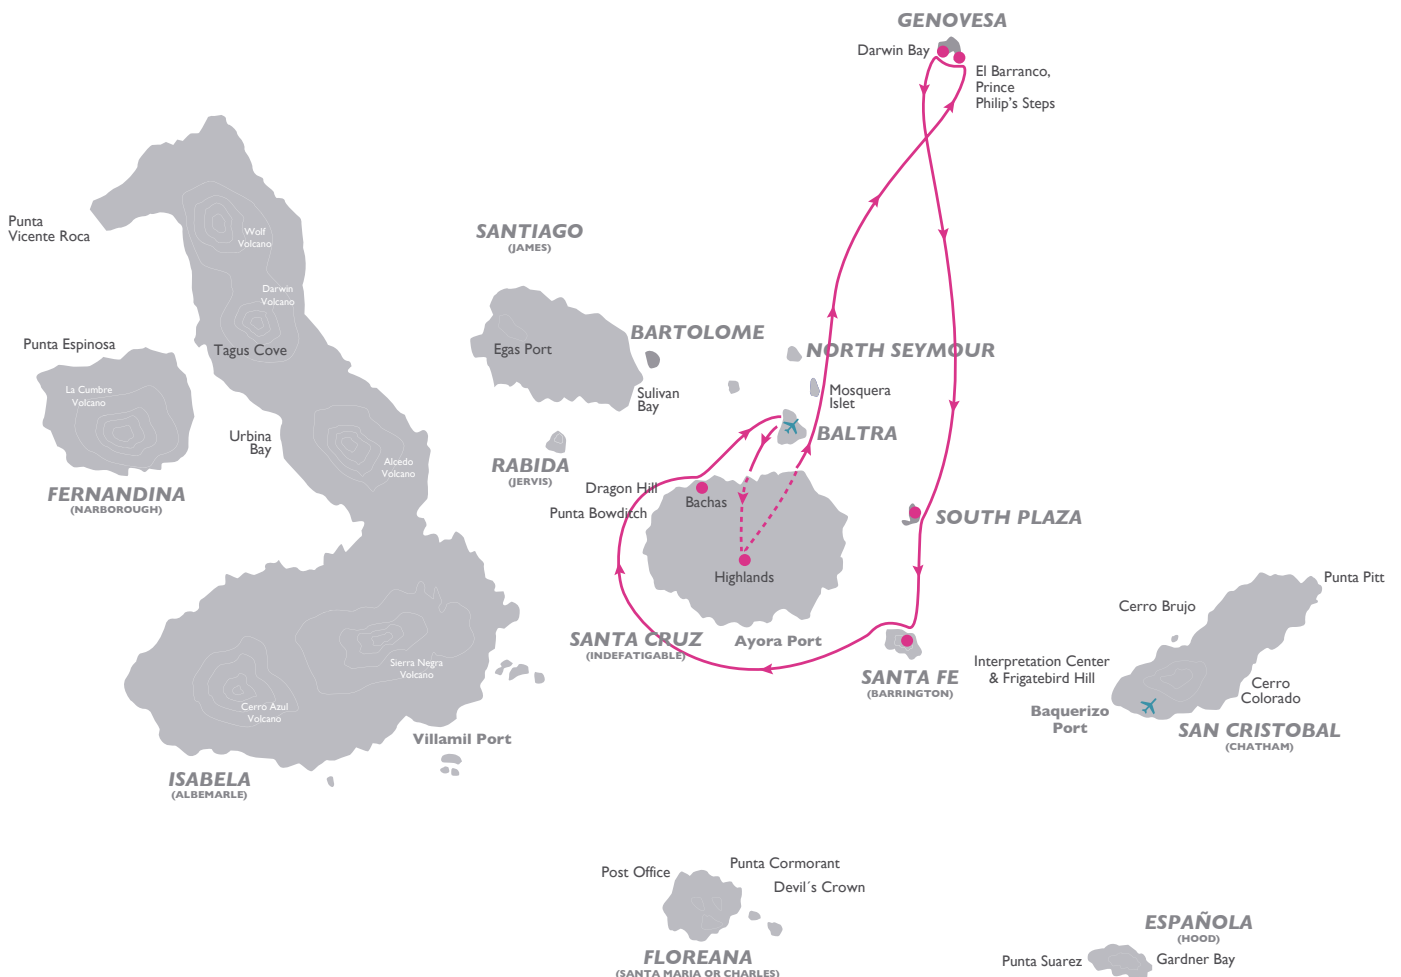 GENOVESA
Darwin Bay
El Barranco,
Prince
Philip's Steps
Punta
Vicente Roca
Wolf
Volcano
SANTIAGO
(JAMES)
Darwin
Volcano
BARTOLOME
Punta Espinosa
Tagus Cove
Egas Port
NORTH SEYMOUR
La Cumbre
Volcano
Sulivan
Bay
Mosquera
Islet
Urbina
Bay
BALTRA
Alcedo
Volcano
RABIDA
(JERVIS)
FERNANDINA
(NARBOROUGH)
Dragon Hill
Bachas
Punta Bowditch
SOUTH PLAZA
Highlands
Punta Pitt
Cerro Brujo
SANTA CRUZ
(INDEFATIGABLE)
Ayora Port
Sierra Negra
Volcano
SANTA FE
(BARRINGTON)
Interpretation Center
& Frigatebird Hill
Cerro
Colorado
Cerro Azul
Volcano
Baquerizo
Port
SAN CRISTOBAL
(CHATHAM)
Villamil Port
ISABELA
(ALBEMARLE)
Punta Cormorant
Post Office
Devil´s Crown
ESPAÑOLA
(HOOD)
FLOREANA
(SANTA MARIA OR CHARLES)
Punta Suarez
Gardner Bay